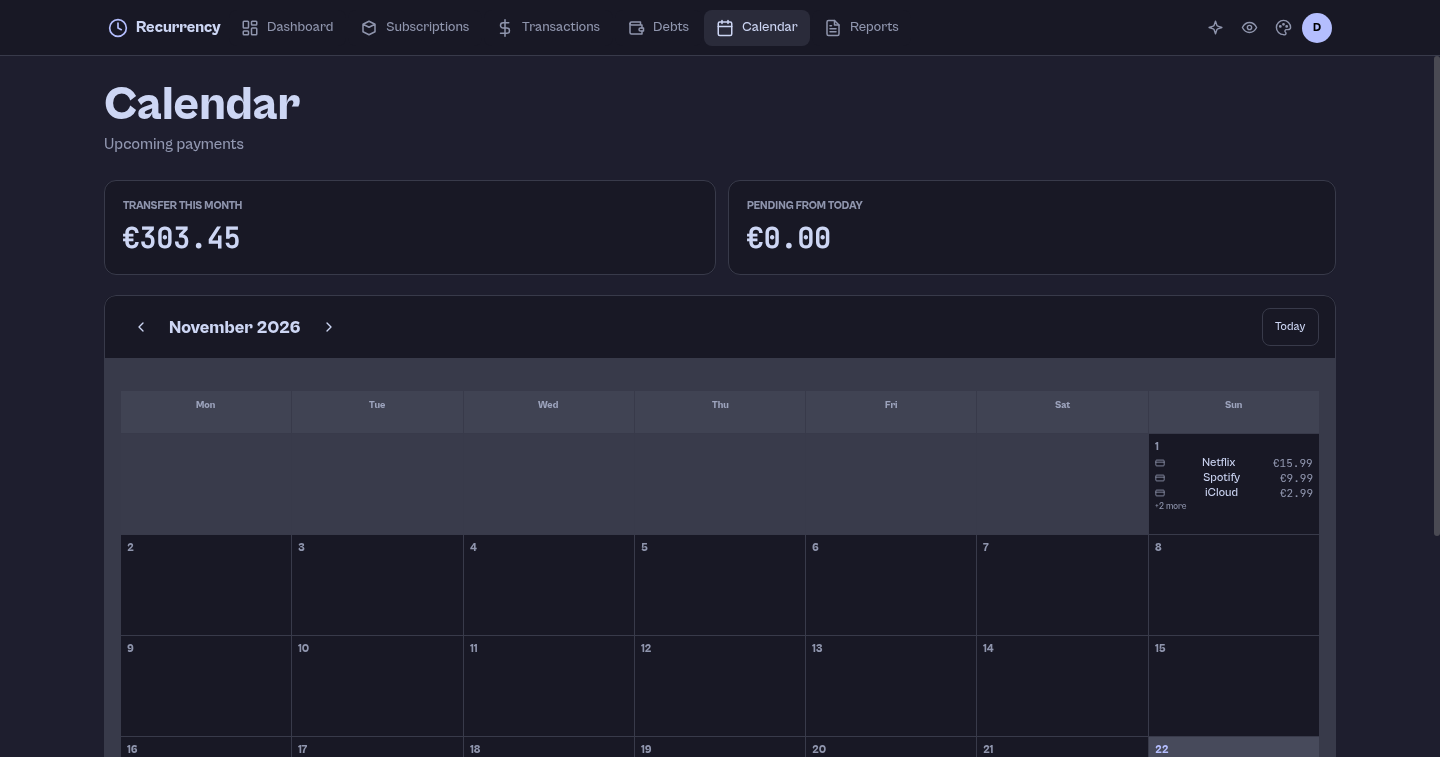 Recurrency Dashboard Subscriptions Transactions Debts Calendar Reports D
Calendar
Upcoming payments
TRANSFER THIS MONTH
€303.45
PENDING FROM TODAY
€0.00
November 2026
Today
Mon Tue Wed Thu Fri Sat Sun
1
Netflix €15.99
Spotify €9.99
iCloud €2.99
+2 more
2 3 4 5 6 7 8
9 10 11 12 13 14 15
16 17 18 19 20 21 22